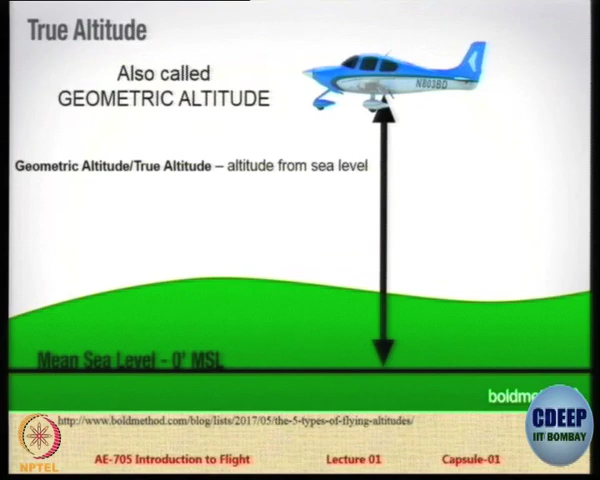 True Altitude
Also called
GEOMETRIC ALTITUDE
N803BD
Geometric Altitude/True Altitude – altitude from sea level
Mean Sea Level - 0' MSL
http://www.boldmethod.com/blog/lists/2017/05/the-5-types-of-flying-altitudes/
CDEEP
IIT BOMBAY
NPTEL
AE-705 Introduction to Flight
Lecture 01
Capsule-01